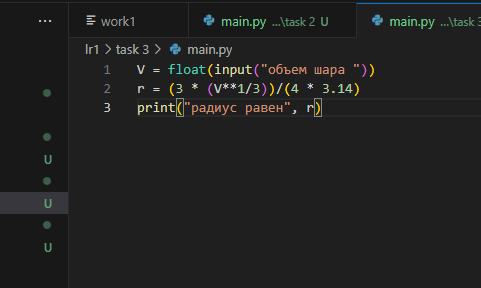 ... work1 main.py ...\task 2 U main.py ...\task 3
lr1 > task 3 > main.py
1 V = float(input("объем шара "))
2 r = (3 * (V**1/3))/(4 * 3.14)
3 print("радиус равен", r)
U
U
U